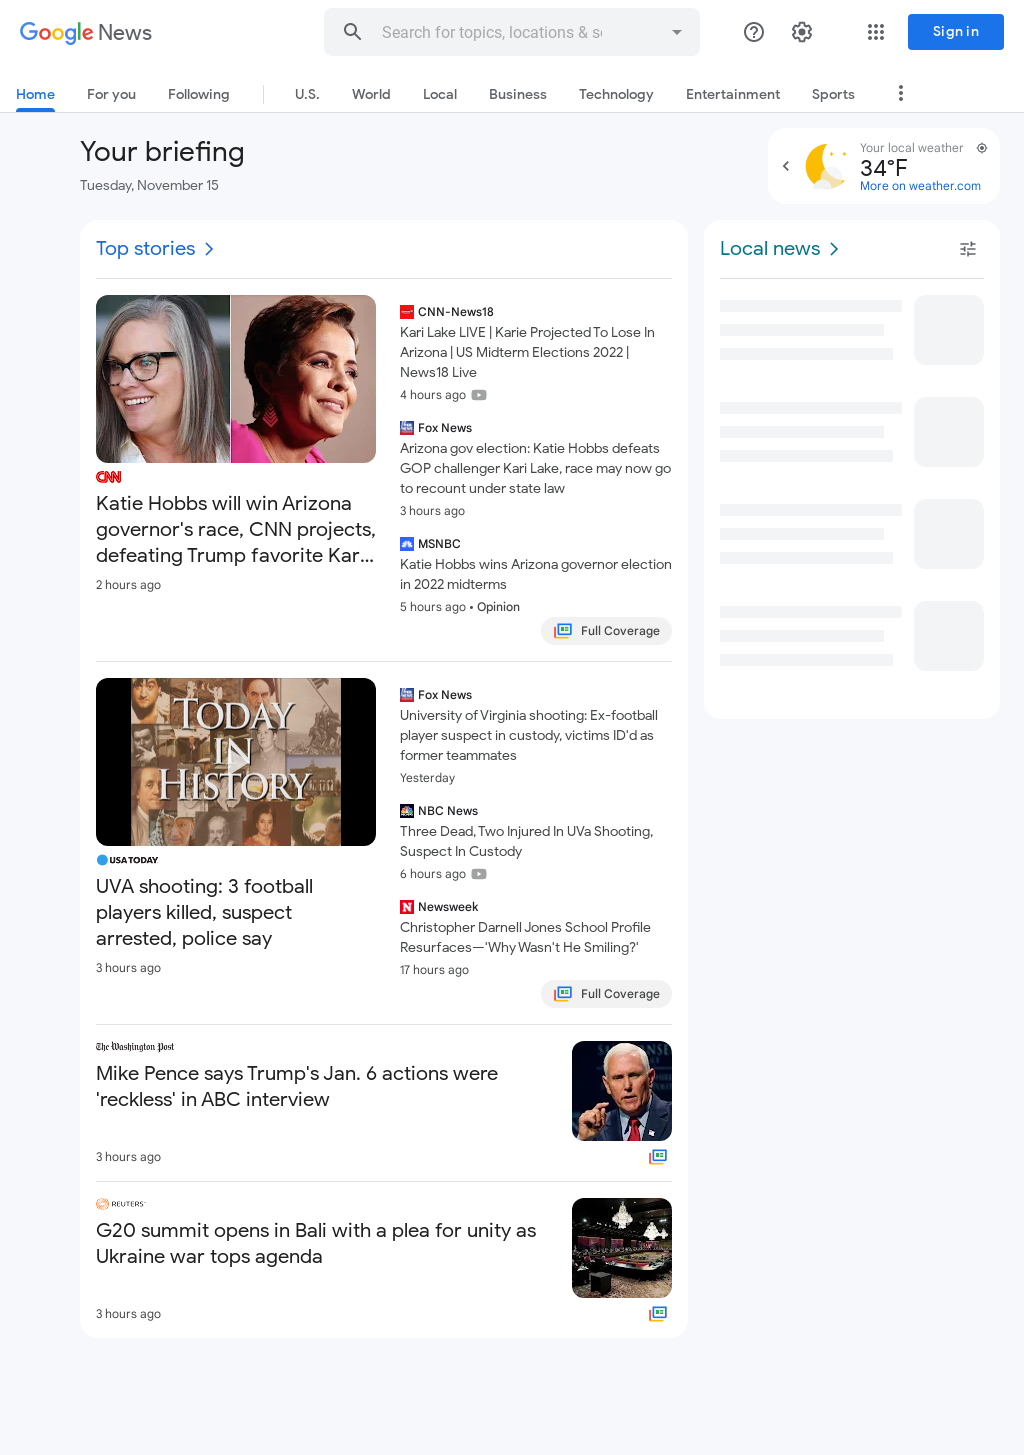 Google News
Search for topics, locations & so
Sign in
Home
For you
Following
U.S.
World
Local
Business
Technology
Entertainment
Sports
Your briefing
Tuesday, November 15
Your local weather
34°F
More on weather.com
Top stories
CNN
Katie Hobbs will win Arizona
governor's race, CNN projects,
defeating Trump favorite Kar...
2 hours ago
CNN-News18
Kari Lake LIVE | Karie Projected To Lose In
Arizona | US Midterm Elections 2022 |
News18 Live
4 hours ago
Fox News
Arizona gov election: Katie Hobbs defeats
GOP challenger Kari Lake, race may now go
to recount under state law
3 hours ago
MSNBC
Katie Hobbs wins Arizona governor election
in 2022 midterms
5 hours ago • Opinion
Full Coverage
TODAY
IN
HISTORY
USA TODAY
UVA shooting: 3 football
players killed, suspect
arrested, police say
3 hours ago
Fox News
University of Virginia shooting: Ex-football
player suspect in custody, victims ID'd as
former teammates
Yesterday
NBC News
Three Dead, Two Injured In UVa Shooting,
Suspect In Custody
6 hours ago
Newsweek
Christopher Darnell Jones School Profile
Resurfaces—'Why Wasn't He Smiling?'
17 hours ago
Full Coverage
The Washington Post
Mike Pence says Trump's Jan. 6 actions were
'reckless' in ABC interview
3 hours ago
REUTERS
G20 summit opens in Bali with a plea for unity as
Ukraine war tops agenda
3 hours ago
Local news